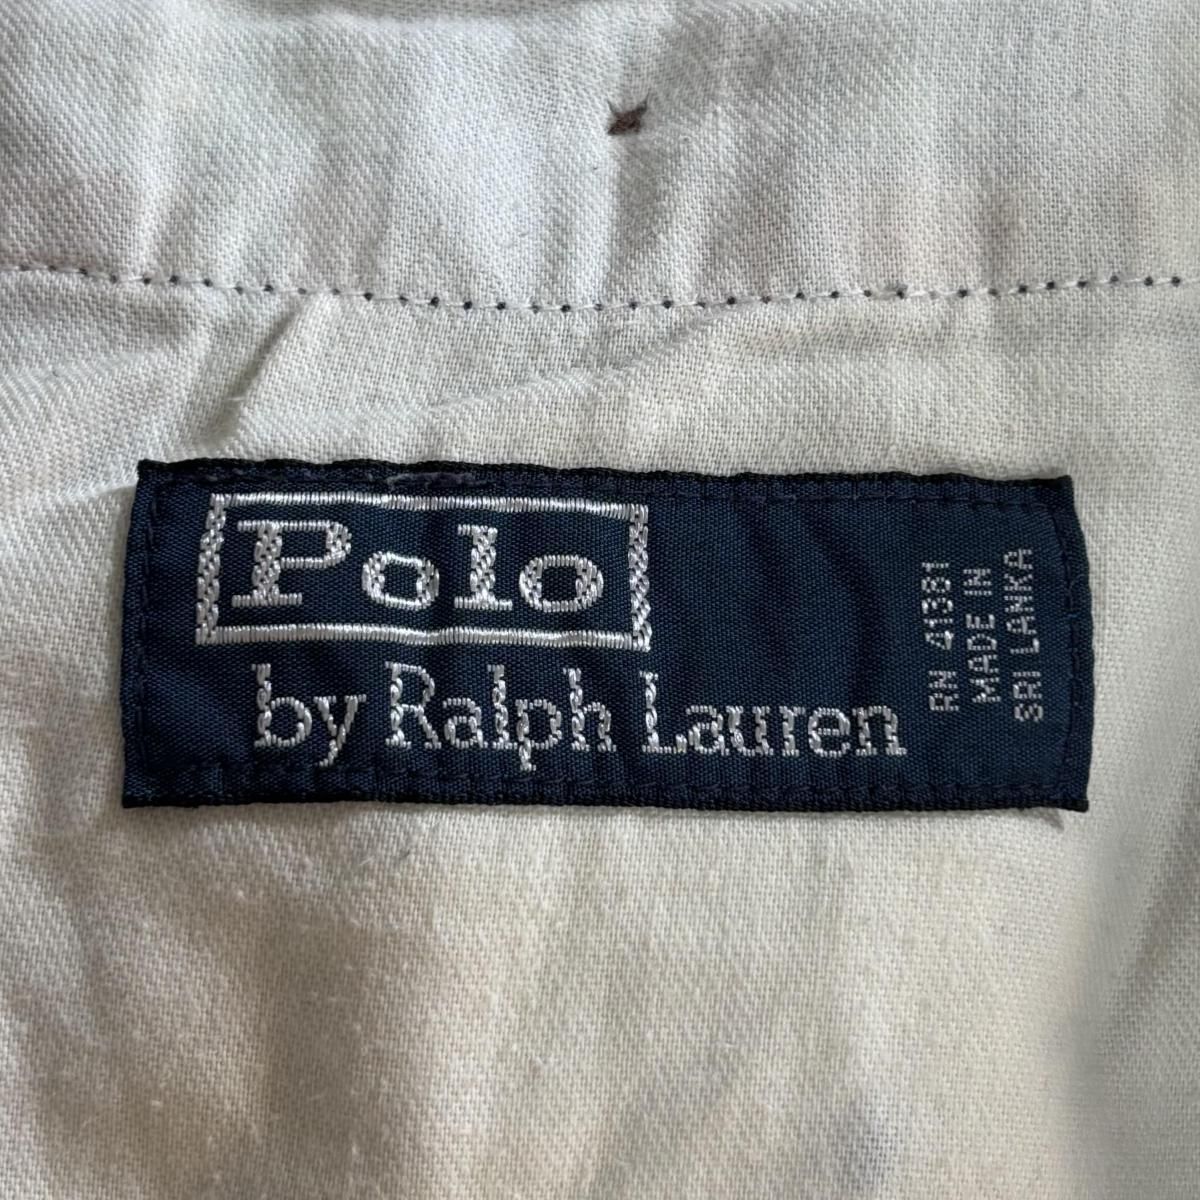 Polo
by Ralph Lauren
RN 41381
MADE IN
SRI LANKA